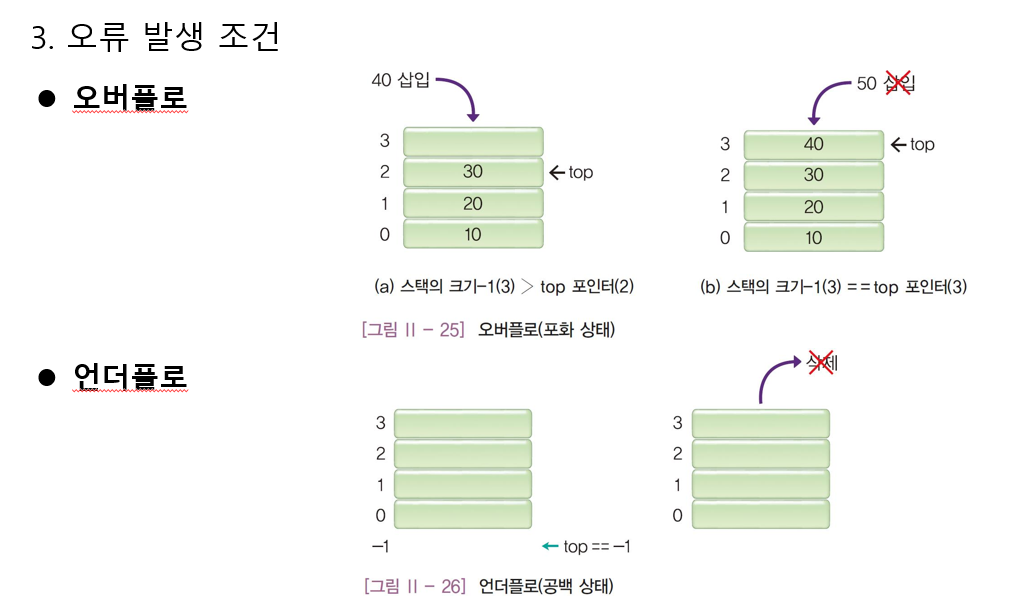 3. 오류 발생 조건
● 오버플로
40 삽입
3
2 30 ←top
1 20
0 10
(a) 스택의 크기-1(3) > top 포인터(2)
50 삽입
3 40 ←top
2 30
1 20
0 10
(b) 스택의 크기-1(3) == top 포인터(3)
[그림 Ⅱ - 25] 오버플로(포화 상태)
● 언더플로
3
2
1
0
-1 ← top == -1
삭제
3
2
1
0
[그림 Ⅱ - 26] 언더플로(공백 상태)